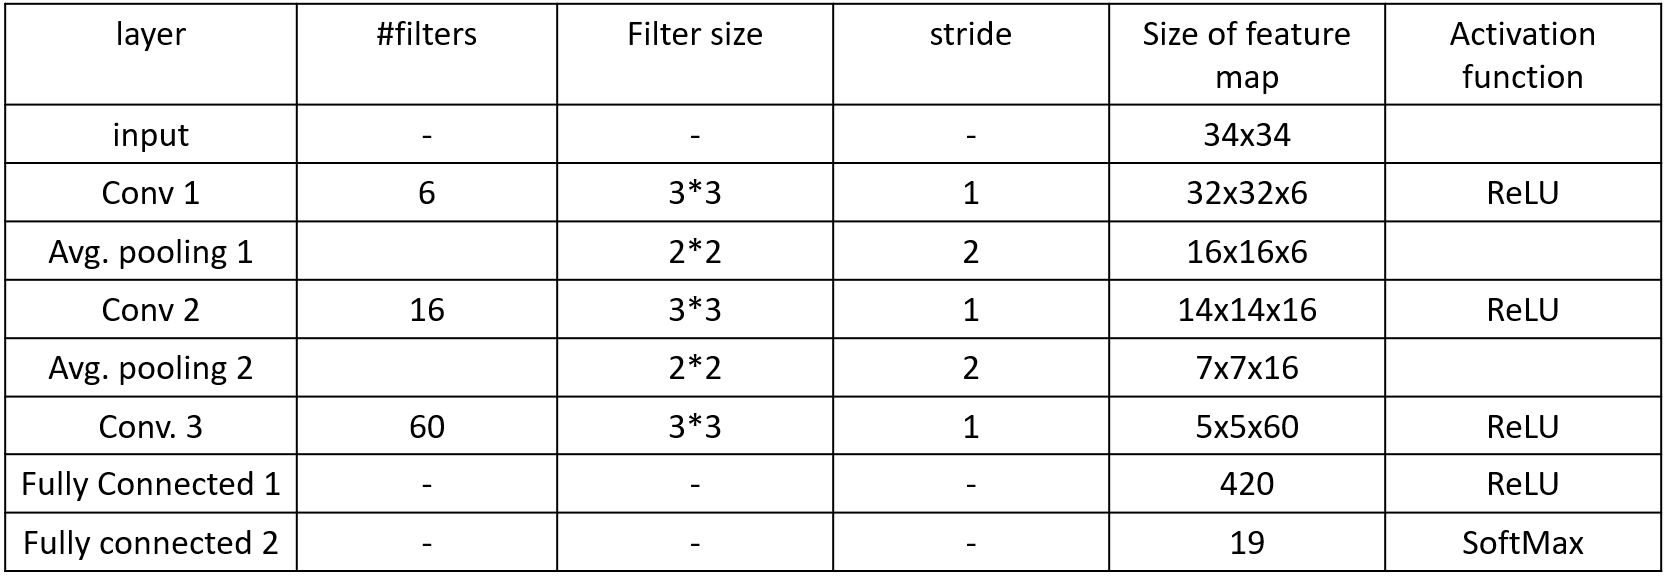 layer #filters Filter size stride Size of feature map Activation function
input - - - 34x34
Conv 1 6 3*3 1 32x32x6 ReLU
Avg. pooling 1 2*2 2 16x16x6
Conv 2 16 3*3 1 14x14x16 ReLU
Avg. pooling 2 2*2 2 7x7x16
Conv. 3 60 3*3 1 5x5x60 ReLU
Fully Connected 1 - - - 420 ReLU
Fully connected 2 - - - 19 SoftMax